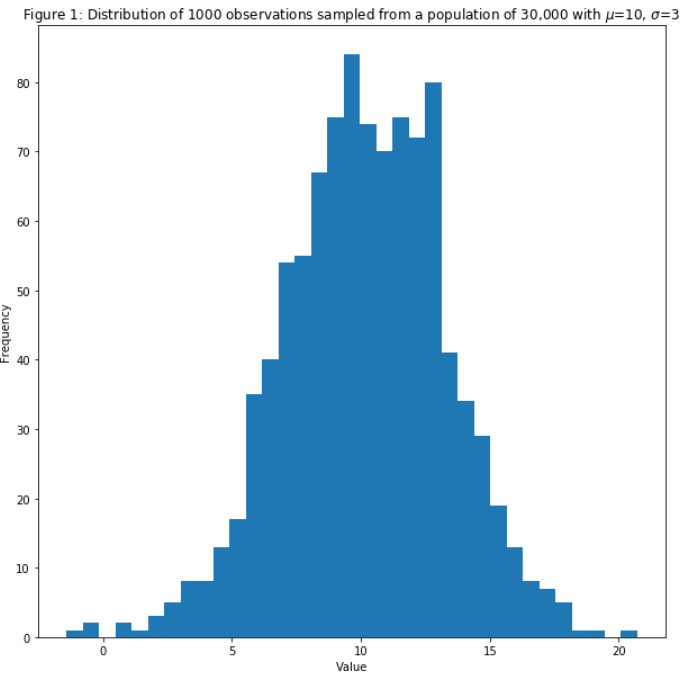 Figure 1: Distribution of 1000 observations sampled from a population of 30,000 with μ=10, σ=3
80
70
60
50
40
30
20
10
0
Frequency
0 5 10 15 20
Value